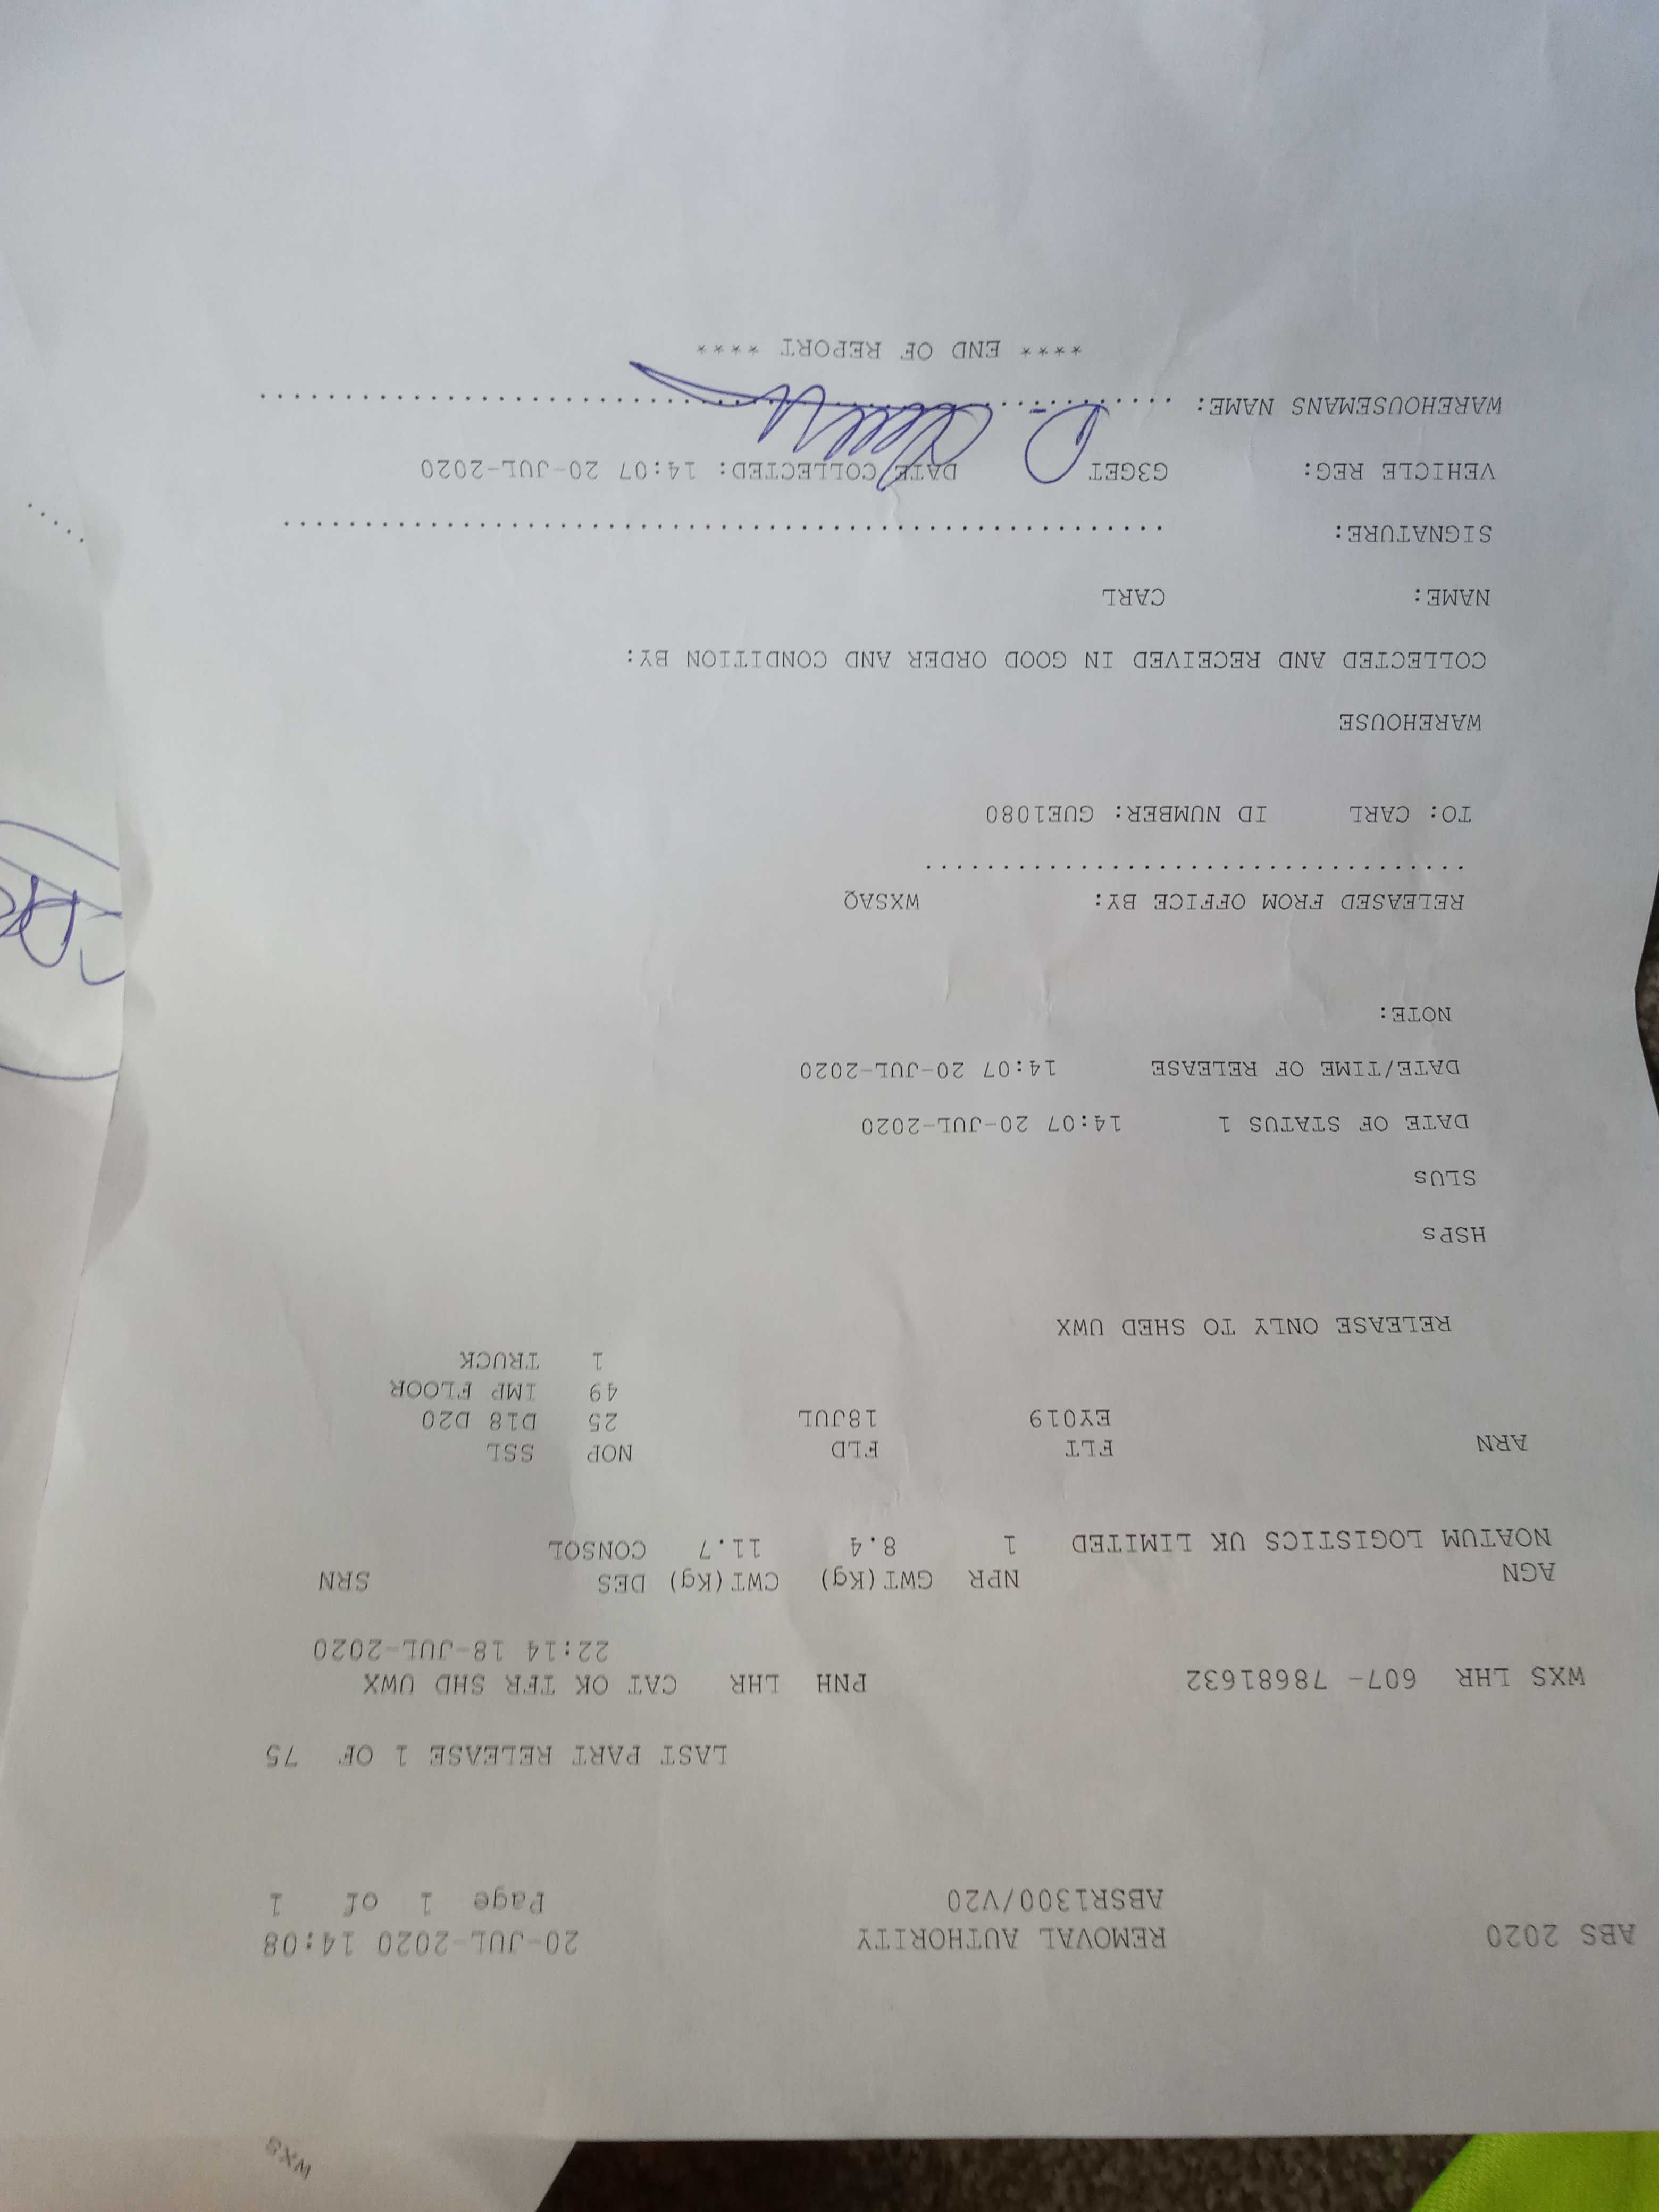 WXS
ABS 2020 REMOVAL AUTHORITY 20-JUL-2020 14:08
ABSR1300/V20 Page 1 of 1
LAST PART RELEASE 1 OF 75
WXS LHR 607- 78681632 PNH LHR CAT OK TFR SHD UWX
22:14 18-JUL-2020
AGN NPR GWT(Kg) CWT(Kg) DES SRN
NOATUM LOGISTICS UK LIMITED 1 8.4 11.7 CONSOL
ARN FLT FLD NOP SSL
EY019 18JUL 25 D18 D20
49 IMP FLOOR
1 TRUCK
RELEASE ONLY TO SHED UWX
HSPs
SLUs
DATE OF STATUS 1 14:07 20-JUL-2020
DATE/TIME OF RELEASE 14:07 20-JUL-2020
NOTE:
RELEASED FROM OFFICE BY: WXSAQ
....................................
TO: CARL ID NUMBER: GUE1080
WAREHOUSE
COLLECTED AND RECEIVED IN GOOD ORDER AND CONDITION BY:
NAME: CARL
SIGNATURE: ............................................................
VEHICLE REG: G3GET DATE COLLECTED: 14:07 20-JUL-2020
WAREHOUSEMANS NAME: ............................................................
**** END OF REPORT ****